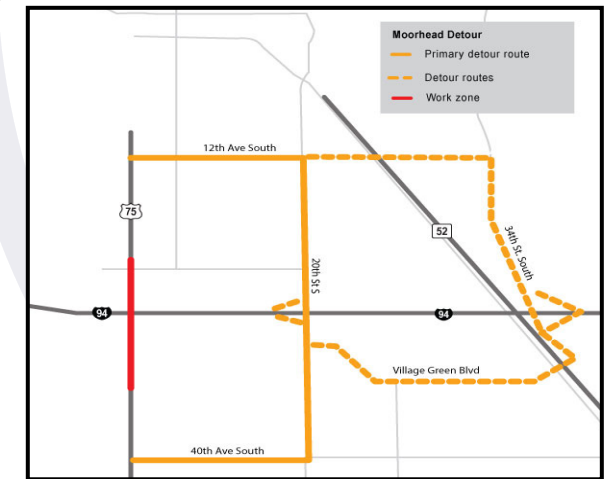 Moorhead Detour
Primary detour route
Detour routes
Work zone
12th Ave South
75
52
34th St. South
20th St S
94
94
Village Green Blvd
40th Ave South